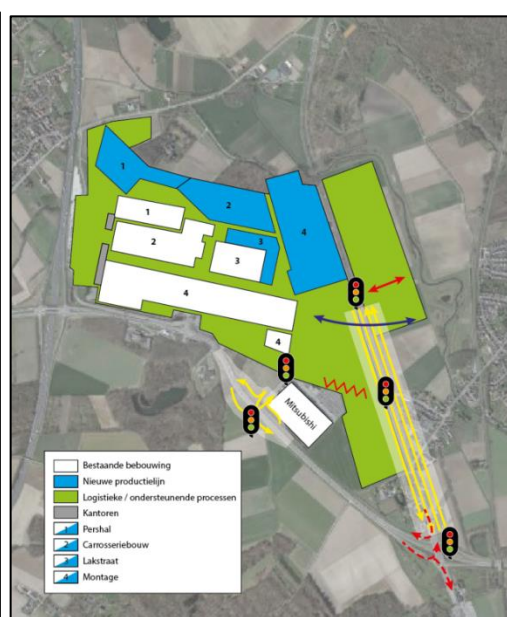 1
2
1
2
3
3
4
4
4
Mitsubishi
Bestaande bebouwing
Nieuwe productielijn
Logistieke / ondersteunende processen
Kantoren
1 Pershal
2 Carrosseriebouw
3 Lakstraat
4 Montage